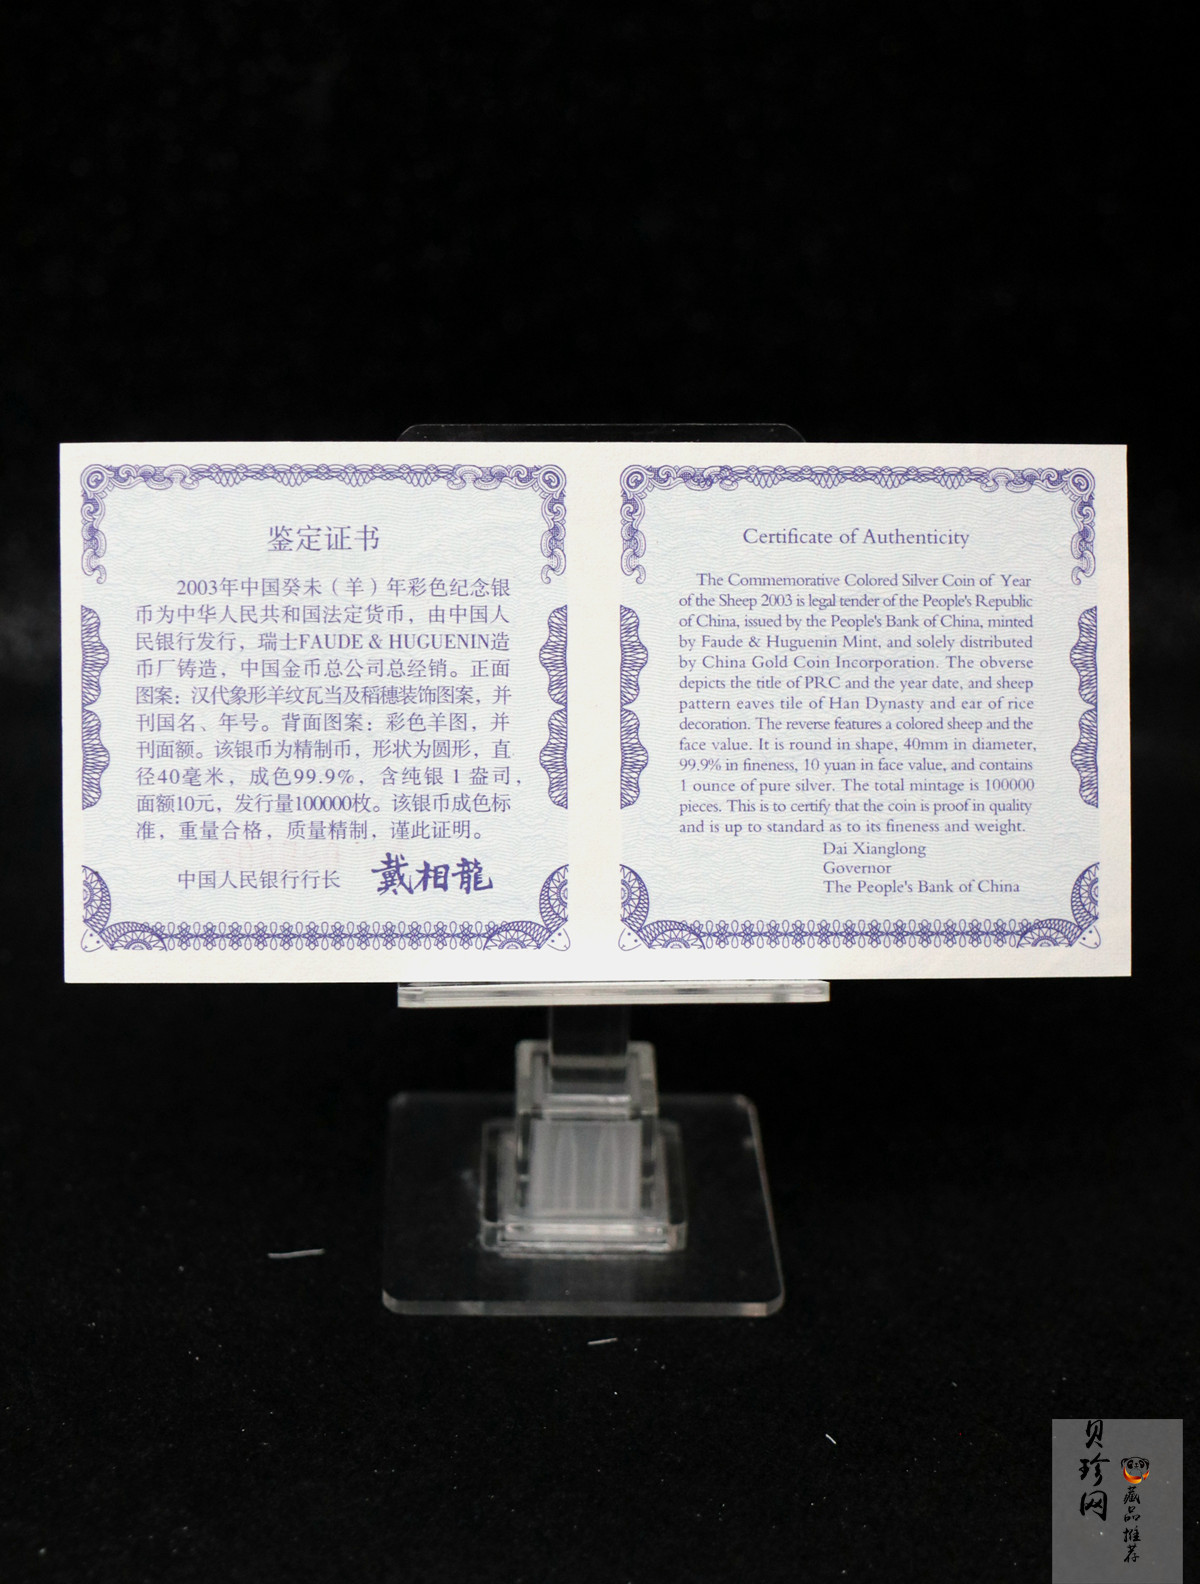 鉴定证书
2003年中国癸未（羊）年彩色纪念银
币为中华人民共和国法定货币，由中国人
民银行发行，瑞士FAUDE & HUGUENIN造
币厂铸造，中国金币总公司总经销。正面
图案：汉代象形羊纹瓦当及稻穗装饰图案，并
刊国名、年号。背面图案：彩色羊图，并
刊面额。该银币为精制币，形状为圆形，直
径40毫米，成色99.9%，含纯银1盎司，
面额10元，发行量100000枚。该银币成色标
准，重量合格，质量精制，谨此证明。
中国人民银行行长 戴相龍
Certificate of Authenticity
The Commemorative Colored Silver Coin of Year
of the Sheep 2003 is legal tender of the People's Republic
of China, issued by the People's Bank of China, minted
by Faude & Huguenin Mint, and solely distributed
by China Gold Coin Incorporation. The obverse
depicts the title of PRC and the year date, and sheep
pattern eaves tile of Han Dynasty and ear of rice
decoration. The reverse features a colored sheep and the
face value. It is round in shape, 40mm in diameter,
99.9% in fineness, 10 yuan in face value, and contains
1 ounce of pure silver. The total mintage is 100000
pieces. This is to certify that the coin is proof in quality
and is up to standard as to its fineness and weight.
Dai Xianglong
Governor
The People's Bank of China
贝珍网
藏品推荐